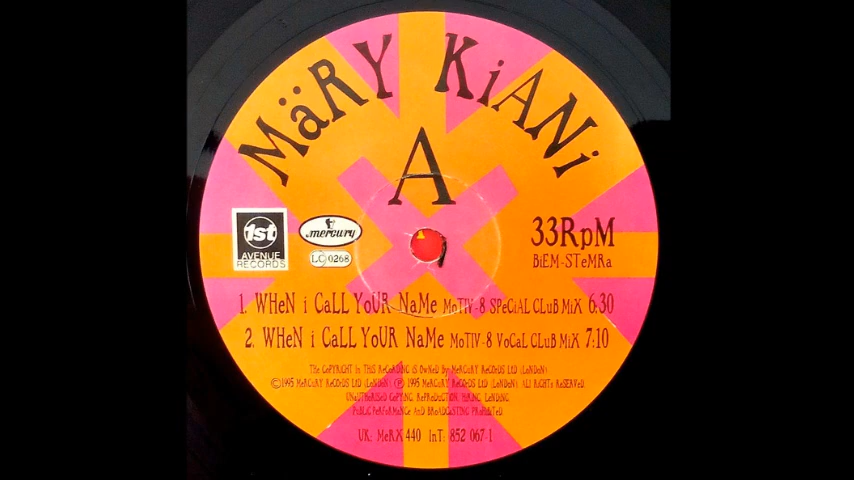 MäRY KiANi
A
1st
AVENUE
RECORDS
mercury
LC 0268
33RpM
BiEM-STeMRa
1. WHeN i CaLL YoUR NaMe MoTiV-8 SPeCiAL CLuB MiX 6.30
2. WHeN i CaLL YoUR NaMe MoTiV-8 VoCaL CLuB MiX 7:10
THe CoPYRiGHT iN THiS ReCoRDiNG iS OwNeD by MeRCuRY ReCoRDS LTD (LoNDoN)
©1995 MeRCuRY ReCoRDS LTD (LoNDoN) ℗ 1995 MeRCuRY ReCoRDS LTD (LoNDoN) ALL RiGHTs ReSeRVeD.
UNAuTHoRiSeD CoPYiNG, RePRoDuCTioN, HiRiNG, LeNDiNG,
PuBLiC PeRFoRMaNCe AND BRoADCaSTiNG PRoHiBiTeD.
UK: MeRX 440 InT: 852 067-1